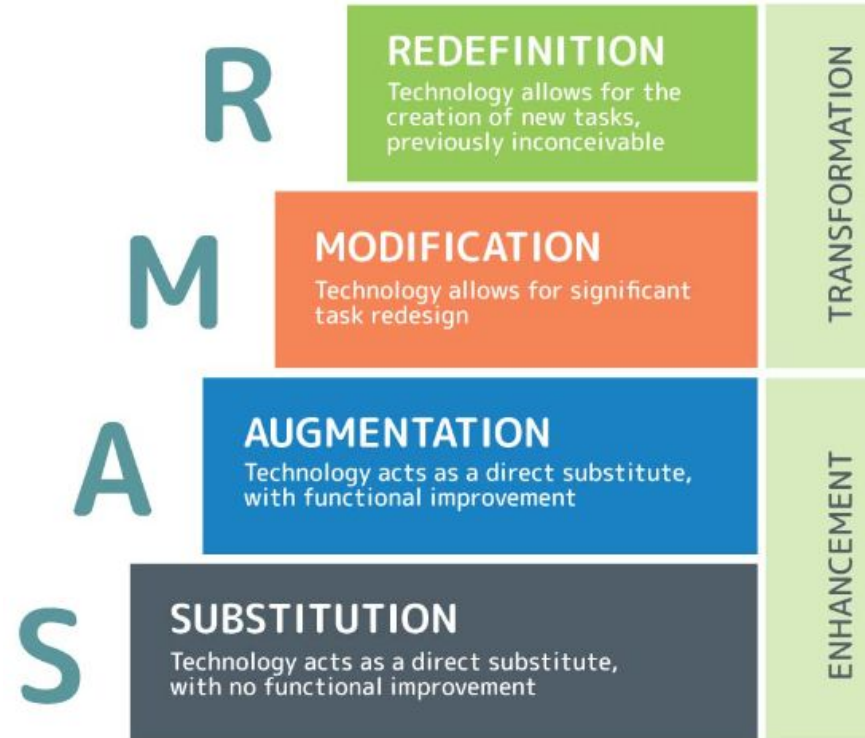 R
REDEFINITION
Technology allows for the
creation of new tasks,
previously inconceivable
M
MODIFICATION
Technology allows for significant
task redesign
TRANSFORMATION
A
AUGMENTATION
Technology acts as a direct substitute,
with functional improvement
S
SUBSTITUTION
Technology acts as a direct substitute,
with no functional improvement
ENHANCEMENT